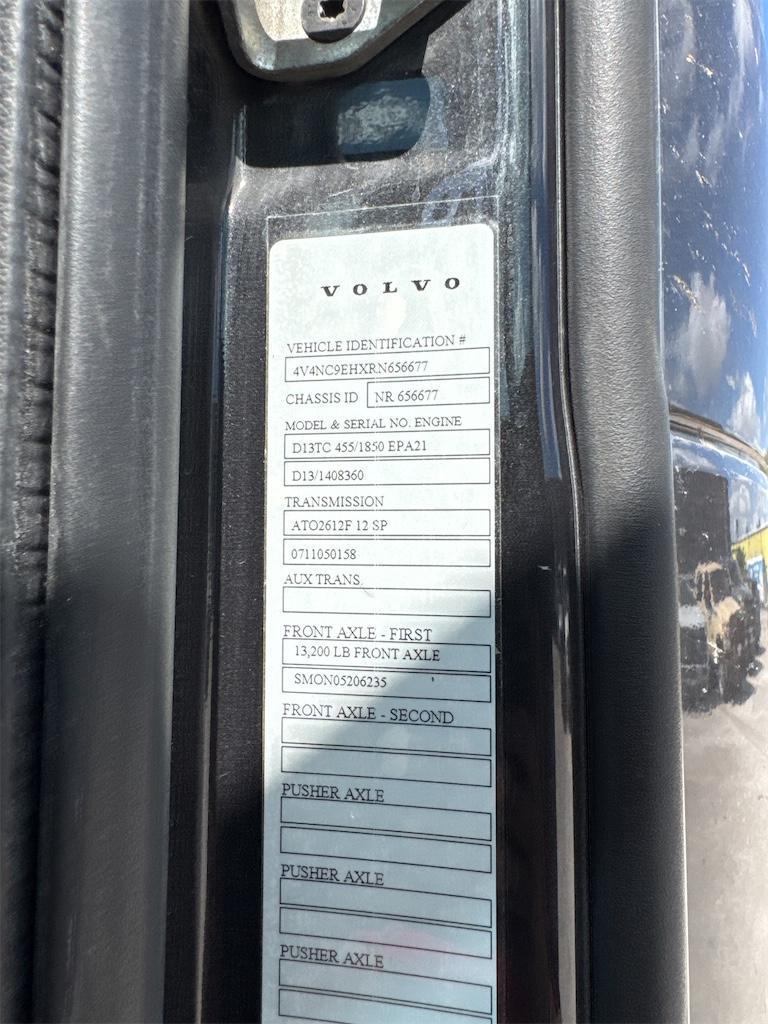 VOLVO
VEHICLE IDENTIFICATION #
4V4NC9EHXRN656677
CHASSIS ID NR 656677
MODEL & SERIAL NO. ENGINE
D13TC 455/1850 EPA21
D13/1408360
TRANSMISSION
ATO2612F 12 SP
0711050158
AUX TRANS.
FRONT AXLE - FIRST
13,200 LB FRONT AXLE
SMON05206235
FRONT AXLE - SECOND
PUSHER AXLE
PUSHER AXLE
PUSHER AXLE